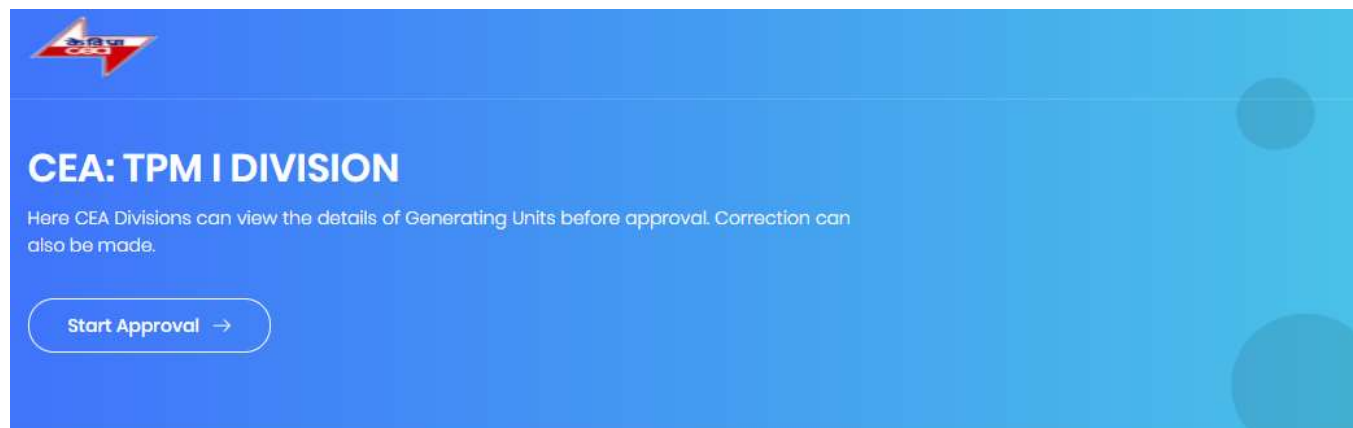 के वि प्रा
cea
CEA: TPM I DIVISION
Here CEA Divisions can view the details of Generating Units before approval. Correction can
also be made.
Start Approval →